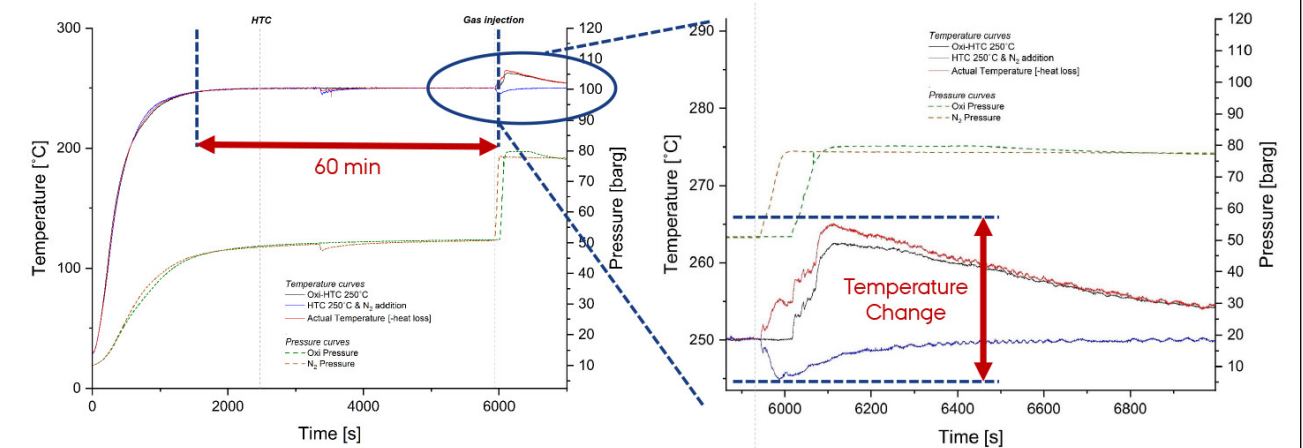 HTC
Gas injection
300
200
100
0
Temperature [˚C]
120
110
100
90
80
70
60
50
40
30
20
10
0
Pressure [barg]
60 min
Temperature curves
Oxi-HTC 250˚C
HTC 250˚C & N₂ addition
Actual Temperature [-heat loss]
Pressure curves
Oxi Pressure
N₂ Pressure
0
2000
4000
6000
Time [s]
290
280
270
260
250
Temperature [˚C]
120
110
100
90
80
70
60
50
40
30
20
10
0
Pressure [barg]
Temperature curves
Oxi-HTC 250˚C
HTC 250˚C & N₂ addition
Actual Temperature [-heat loss]
Pressure curves
Oxi Pressure
N₂ Pressure
Temperature
Change
6000
6200
6400
6600
6800
Time [s]